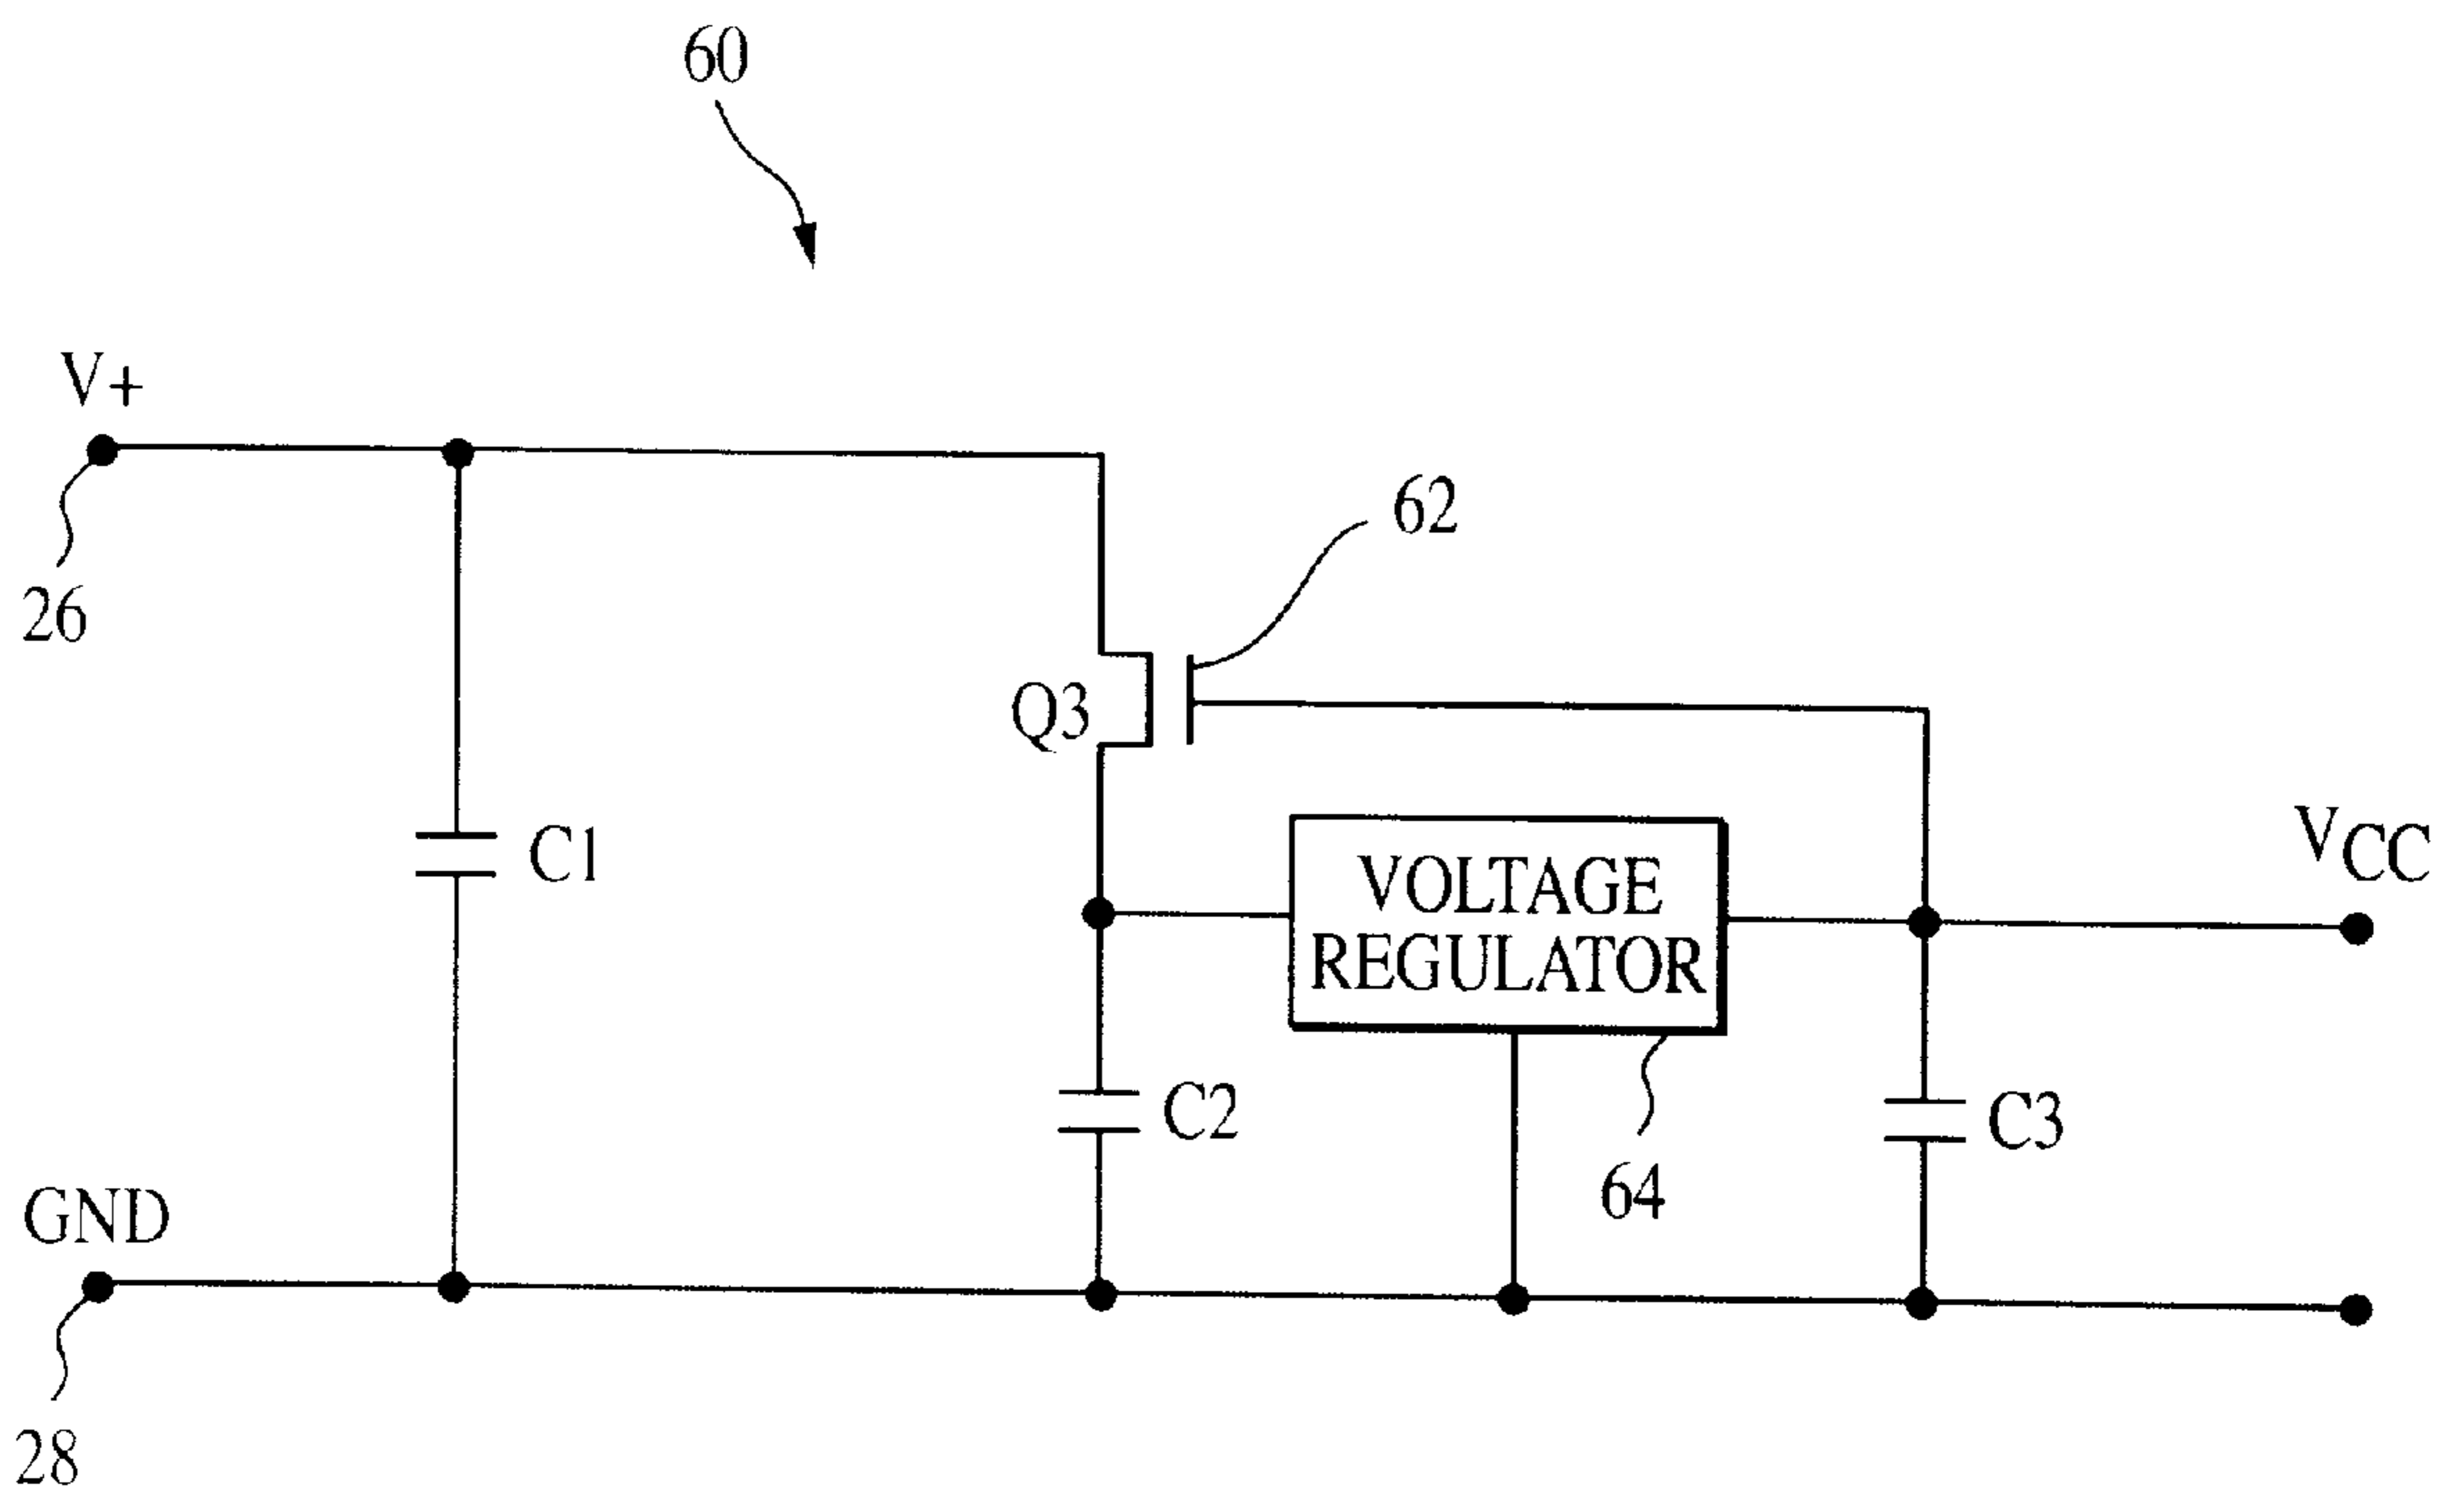 60
V+
26
62
Q3
C1
VOLTAGE
REGULATOR
VCC
C2
C3
64
GND
28